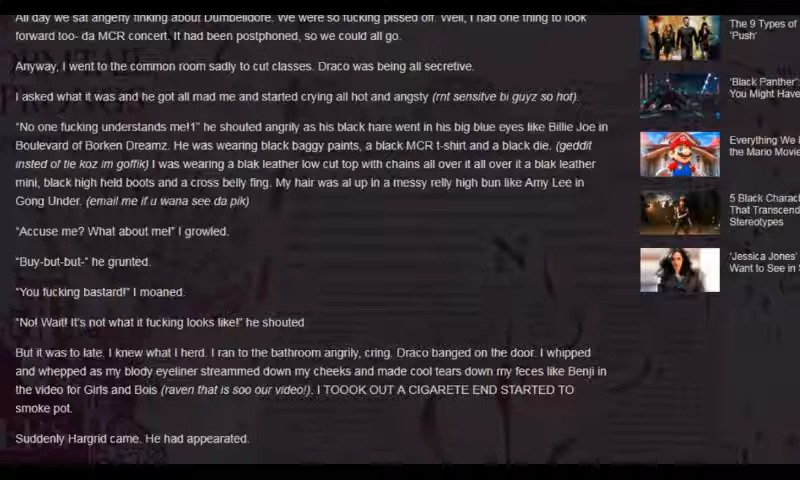 All day we sat angerly finking about Dumbelldore. We were so fucking pissed off. Well, I had one thing to look
forward too- da MCR concert. It had been postphoned, so we could all go.
Anyway, I went to the common room sadly to cut classes. Draco was being all secretive.
I asked what it was and he got all mad me and started crying all hot and angsty (rnt sensitve bi guyz so hot).
“No one fucking understands me!1” he shouted angrily as his black hare went in his big blue eyes like Billie Joe in
Boulevard of Borken Dreamz. He was wearing black baggy paints, a black MCR t-shirt and a black die. (geddit
insted of tie koz im goffik) I was wearing a blak leather low cut top with chains all over it all over it a blak leather
mini, black high held boots and a cross belly fing. My hair was al up in a messy relly high bun like Amy Lee in
Gong Under. (email me if u wana see da pik)
“Accuse me? What about me!” I growled.
“Buy-but-but-” he grunted.
“You fucking bastard!” I moaned.
“No! Wait! It’s not what it fucking looks like!” he shouted
But it was to late. I knew what I herd. I ran to the bathroom angrily, cring. Draco banged on the door. I whipped
and whepped as my blody eyeliner streammed down my cheeks and made cool tears down my feces like Benji in
the video for Girls and Bois (raven that is soo our video!). I TOOOK OUT A CIGARETE END STARTED TO
smoke pot.
Suddenly Hargrid came. He had appearated.
The 9 Types of
‘Push’
‘Black Panther’
You Might Have
Everything We
the Mario Movie
5 Black Charac
That Transcend
Stereotypes
‘Jessica Jones’
Want to See in